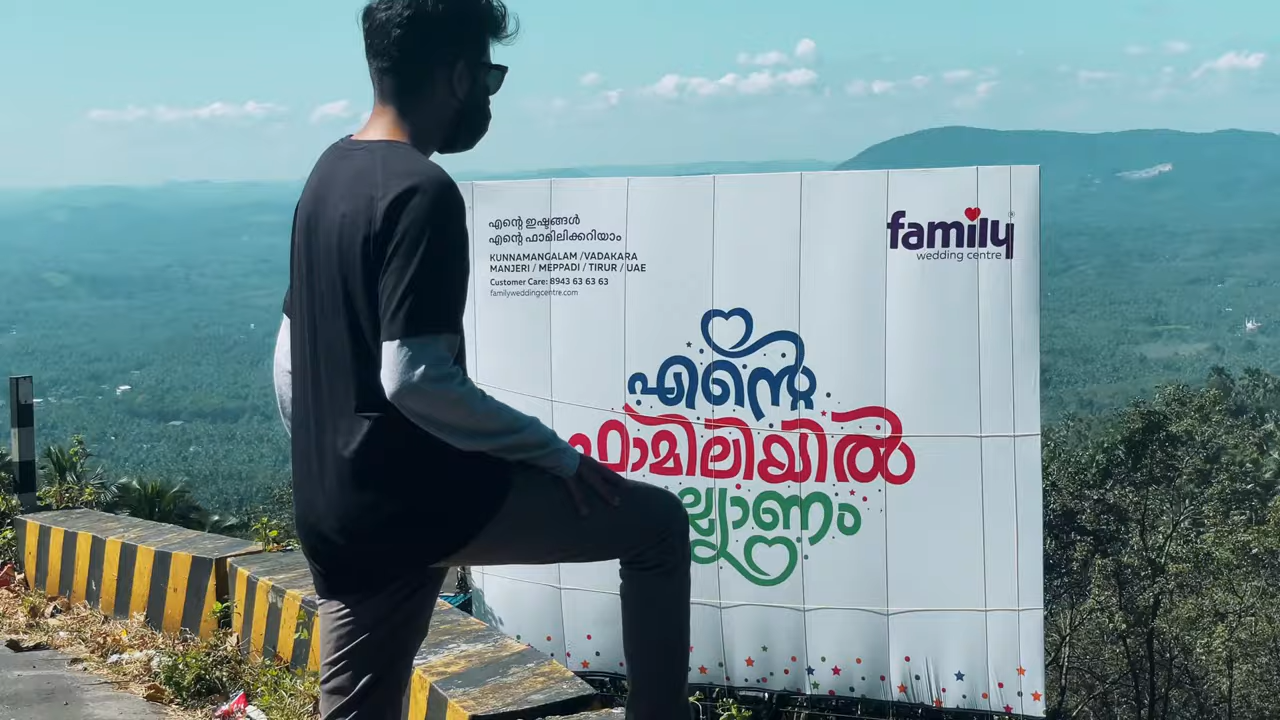 എന്റെ ഇഷ്ടങ്ങൾ
എന്റെ ഫാമിലിക്കറിയാം
KUNNAMANGALAM /VADAKARA
MANJERI / MEPPADI / TIRUR / UAE
Customer Care: 8943 63 63 63
familyweddingcentre.com
family
wedding centre
എന്റെ
ഫാമിലിയിൽ